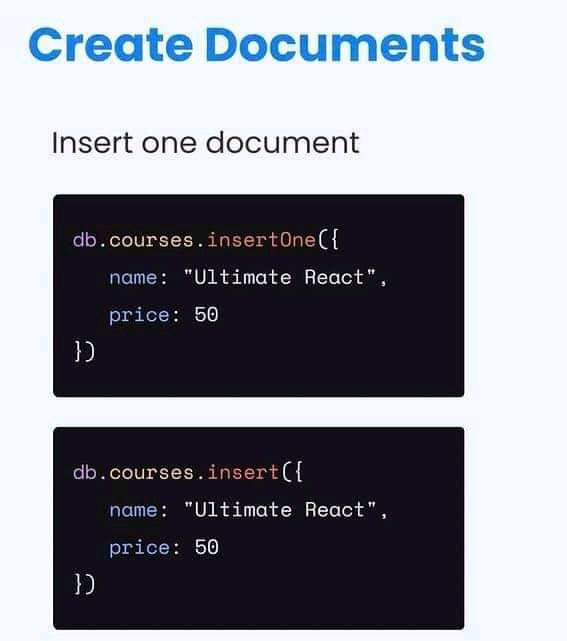 Create Documents
Insert one document
db.courses.insertOne({
name: "Ultimate React",
price: 50
})
db.courses.insert({
name: "Ultimate React",
price: 50
})